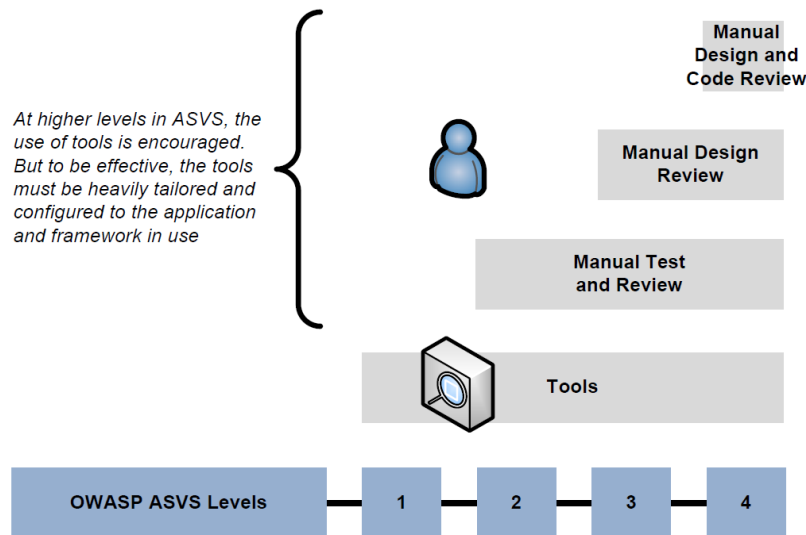 Manual
Design and
Code Review
At higher levels in ASVS, the
use of tools is encouraged.
But to be effective, the tools
must be heavily tailored and
configured to the application
and framework in use
Manual Design
Review
Manual Test
and Review
Tools
OWASP ASVS Levels
1
2
3
4